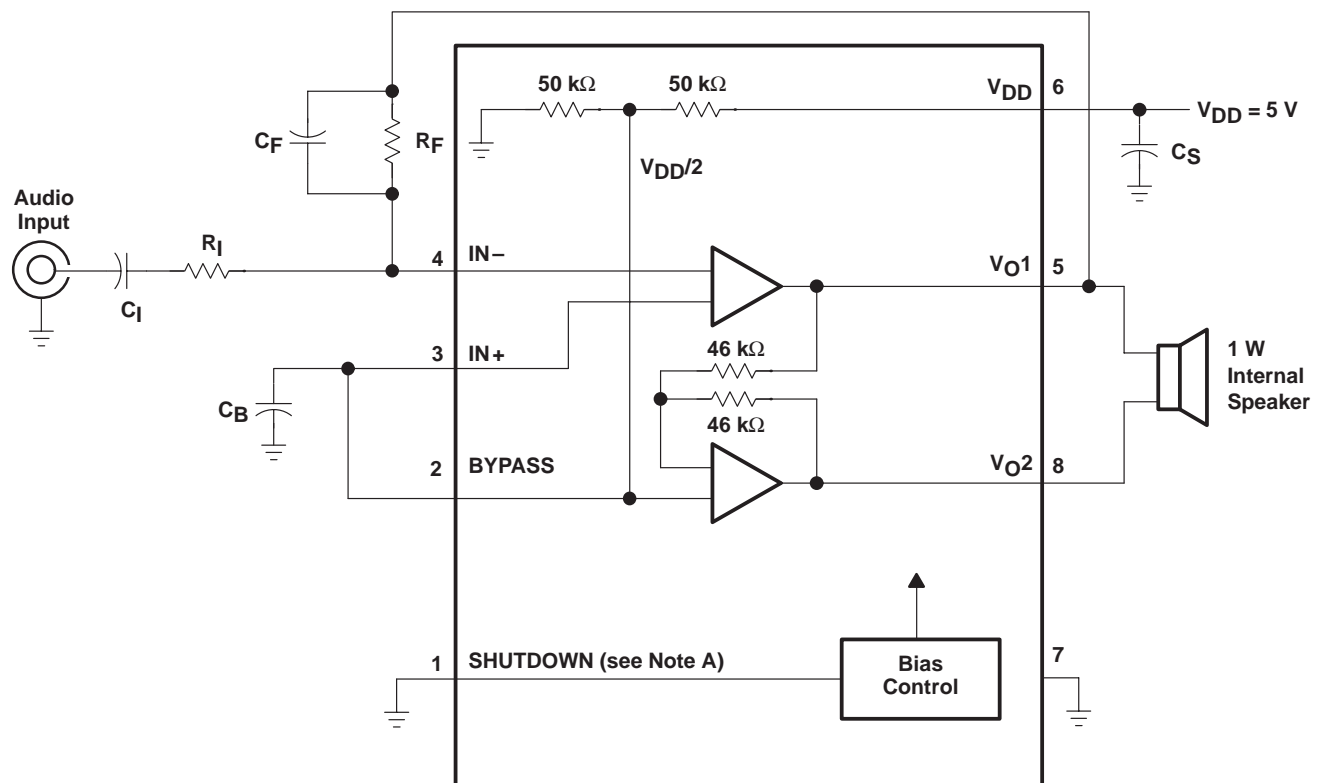 50 kΩ
50 kΩ
VDD
6
VDD = 5 V
CF
RF
CS
VDD/2
Audio
Input
RI
CI
4
IN–
VO1
5
3
IN+
46 kΩ
46 kΩ
1 W
Internal
Speaker
CB
2
BYPASS
VO2
8
1
SHUTDOWN (see Note A)
Bias
Control
7